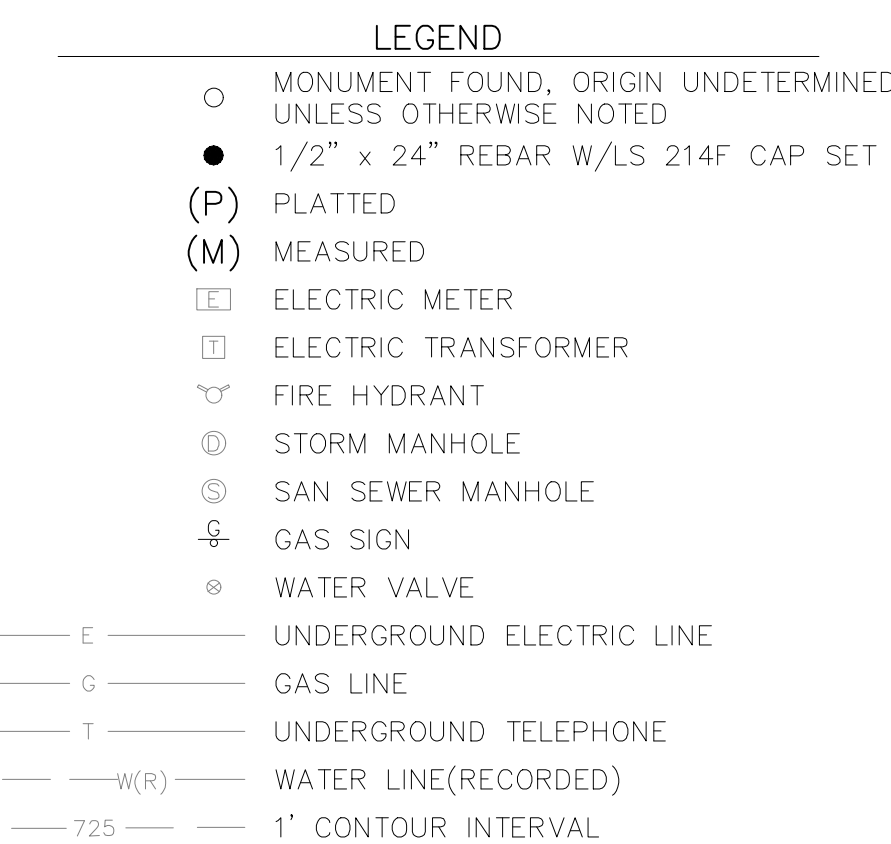 LEGEND
MONUMENT FOUND, ORIGIN UNDETERMINED
UNLESS OTHERWISE NOTED
1/2" x 24" REBAR W/LS 214F CAP SET
(P) PLATTED
(M) MEASURED
E ELECTRIC METER
T ELECTRIC TRANSFORMER
FIRE HYDRANT
D STORM MANHOLE
S SAN SEWER MANHOLE
G GAS SIGN
WATER VALVE
E UNDERGROUND ELECTRIC LINE
G GAS LINE
T UNDERGROUND TELEPHONE
W(R) WATER LINE(RECORDED)
725 1' CONTOUR INTERVAL